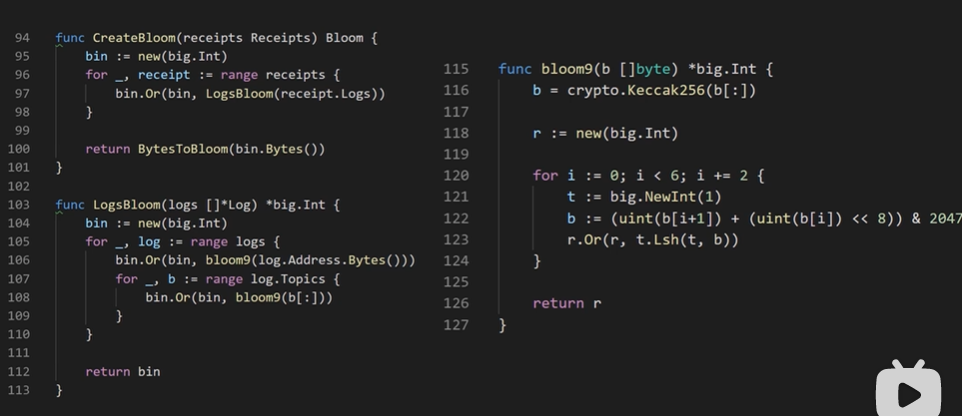 94 func CreateBloom(receipts Receipts) Bloom {
95 bin := new(big.Int)
96 for _, receipt := range receipts {
97 bin.Or(bin, LogsBloom(receipt.Logs))
98 }
99
100 return BytesToBloom(bin.Bytes())
101 }
102
103 func LogsBloom(logs []*Log) *big.Int {
104 bin := new(big.Int)
105 for _, log := range logs {
106 bin.Or(bin, bloom9(log.Address.Bytes()))
107 for _, b := range log.Topics {
108 bin.Or(bin, bloom9(b[:]))
109 }
110 }
111
112 return bin
113 }
115 func bloom9(b []byte) *big.Int {
116 b = crypto.Keccak256(b[:])
117
118 r := new(big.Int)
119
120 for i := 0; i < 6; i += 2 {
121 t := big.NewInt(1)
122 b := (uint(b[i+1]) + (uint(b[i]) << 8)) & 2047
123 r.Or(r, t.Lsh(t, b))
124 }
125
126 return r
127 }